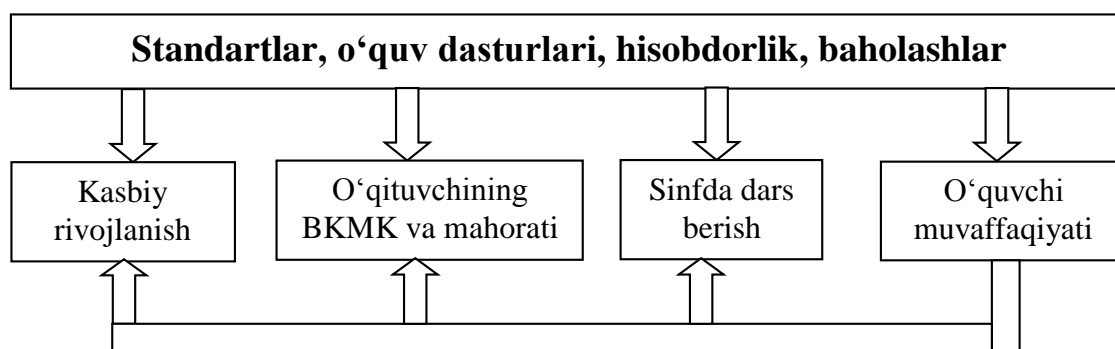 Standartlar, o‘quv dasturlari, hisobdorlik, baholashlar
Kasbiy
rivojlanish
O‘qituvchining
BKMK va mahorati
Sinfda dars
berish
O‘quvchi
muvaffaqiyati